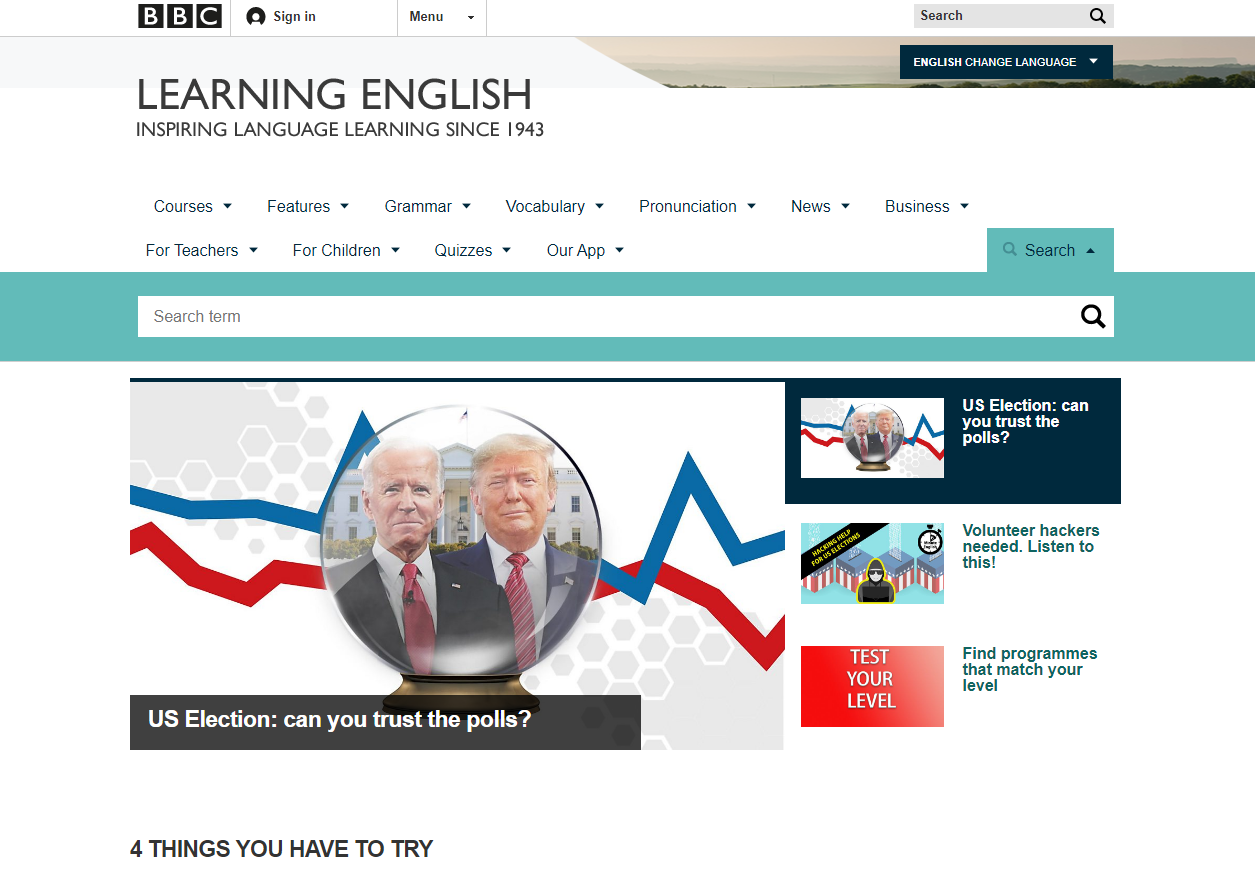 BBC
Sign in
Menu
Search
ENGLISH CHANGE LANGUAGE
LEARNING ENGLISH
INSPIRING LANGUAGE LEARNING SINCE 1943
Courses
Features
Grammar
Vocabulary
Pronunciation
News
Business
For Teachers
For Children
Quizzes
Our App
Search
Search term
US Election: can you trust the polls?
US Election: can
you trust the
polls?
HACKING HELP
FOR US ELECTIONS
Volunteer hackers
needed. Listen to
this!
TEST
YOUR
LEVEL
Find programmes
that match your
level
4 THINGS YOU HAVE TO TRY